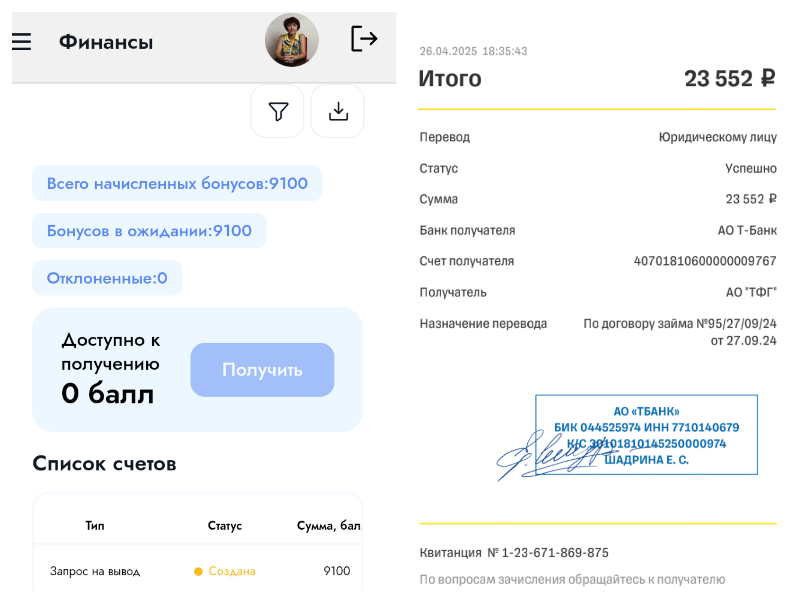 Финансы
Всего начисленных бонусов:9100
Бонусов в ожидании:9100
Отклоненные:0
Доступно к
получению
0 балл
Получить
Список счетов
Тип Статус Сумма, бал
Запрос на вывод Создана 9100
26.04.2025 18:35:43
Итого 23 552 ₽
Перевод Юридическому лицу
Статус Успешно
Сумма 23 552 ₽
Банк получателя АО Т-Банк
Счет получателя 40701810600000009767
Получатель АО "ТФГ"
Назначение перевода По договору займа №95/27/09/24
от 27.09.24
АО «ТБАНК»
БИК 044525974 ИНН 7710140679
К/С 30101810145250000974
ШАДРИНА Е. С.
Квитанция № 1-23-671-869-875
По вопросам зачисления обращайтесь к получателю